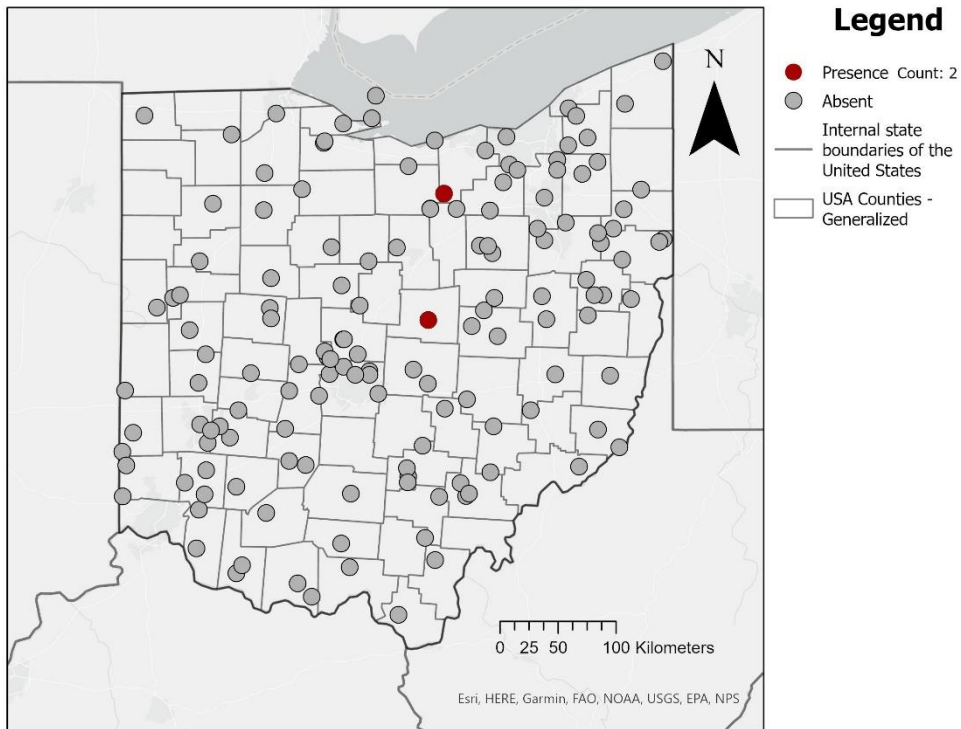 Legend
N
Presence Count: 2
Absent
Internal state
boundaries of the
United States
USA Counties -
Generalized
0 25 50 100 Kilometers
Esri, HERE, Garmin, FAO, NOAA, USGS, EPA, NPS